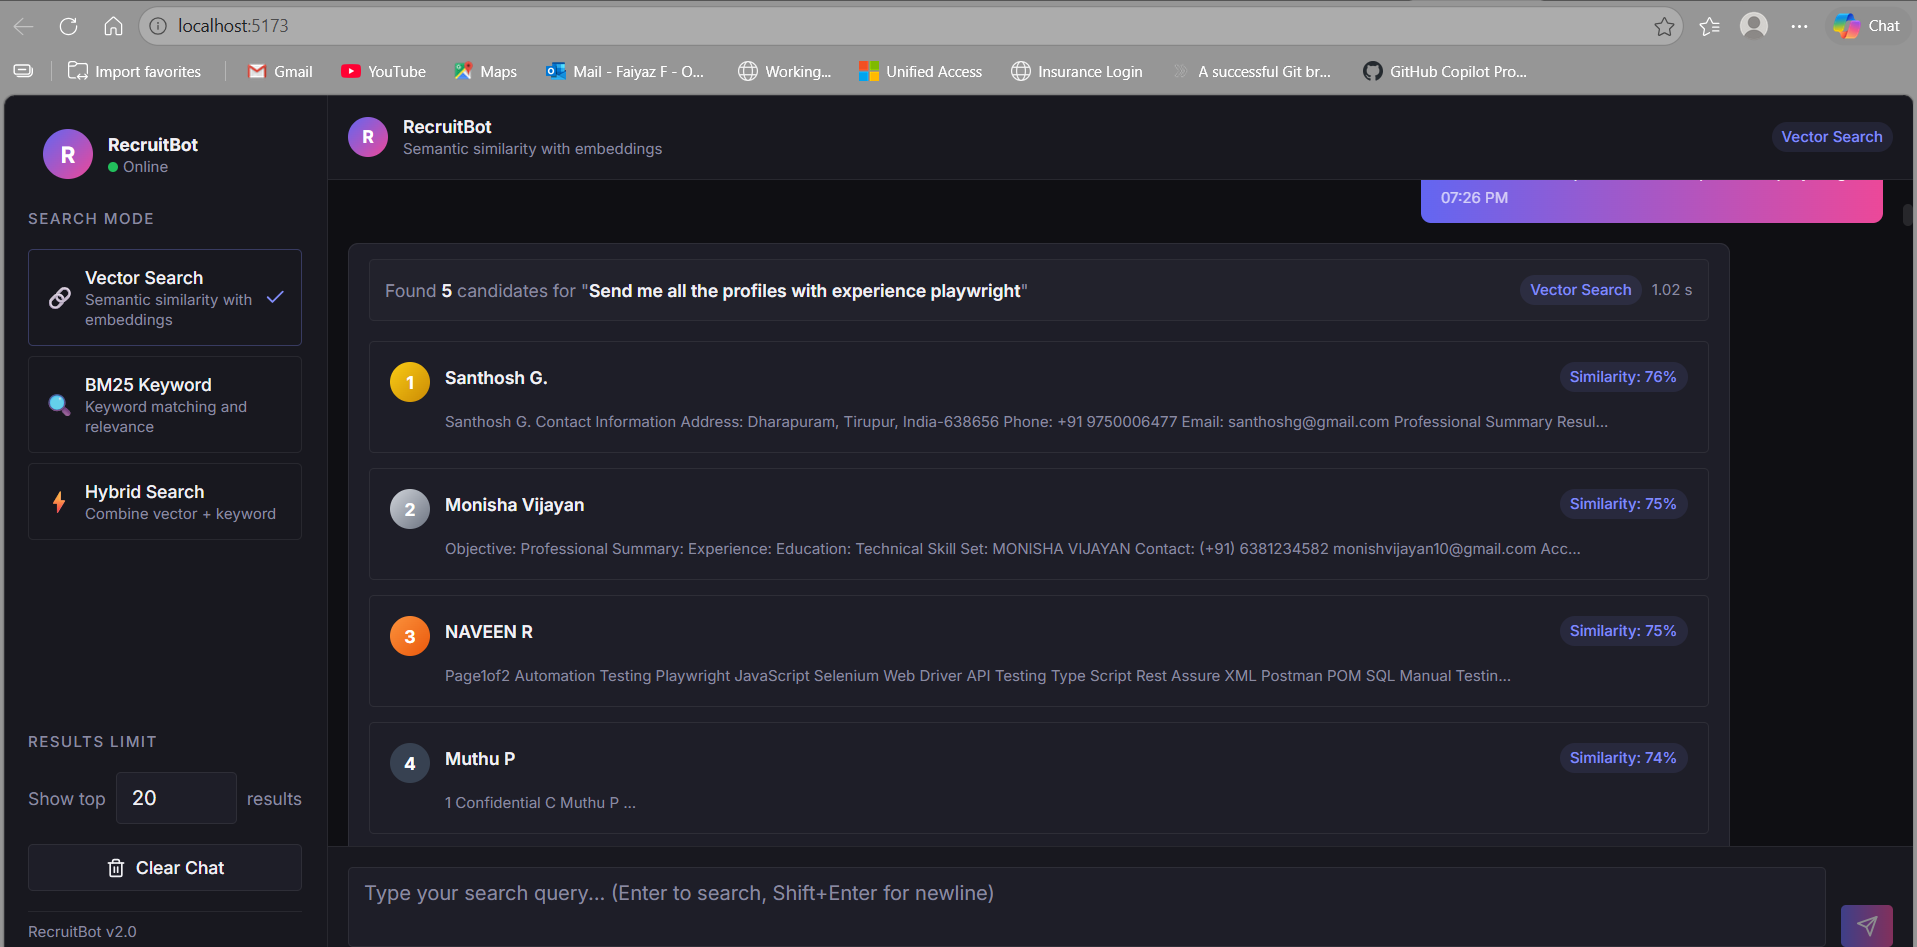 localhost:5173
Chat
Import favorites
Gmail
YouTube
Maps
Mail - Faiyaz F - O...
Working...
Unified Access
Insurance Login
A successful Git br...
GitHub Copilot Pro...
R
RecruitBot
Online
SEARCH MODE
Vector Search
Semantic similarity with
embeddings
BM25 Keyword
Keyword matching and
relevance
Hybrid Search
Combine vector + keyword
RESULTS LIMIT
Show top 20 results
Clear Chat
RecruitBot v2.0
R
RecruitBot
Semantic similarity with embeddings
Vector Search
07:26 PM
Found 5 candidates for "Send me all the profiles with experience playwright"
Vector Search 1.02 s
1
Santhosh G.
Similarity: 76%
Santhosh G. Contact Information Address: Dharapuram, Tirupur, India-638656 Phone: +91 9750006477 Email: santhoshg@gmail.com Professional Summary Resul...
2
Monisha Vijayan
Similarity: 75%
Objective: Professional Summary: Experience: Education: Technical Skill Set: MONISHA VIJAYAN Contact: (+91) 6381234582 monishvijayan10@gmail.com Acc...
3
NAVEEN R
Similarity: 75%
Page1of2 Automation Testing Playwright JavaScript Selenium Web Driver API Testing Type Script Rest Assure XML Postman POM SQL Manual Testin...
4
Muthu P
Similarity: 74%
1 Confidential C Muthu P ...
Type your search query... (Enter to search, Shift+Enter for newline)